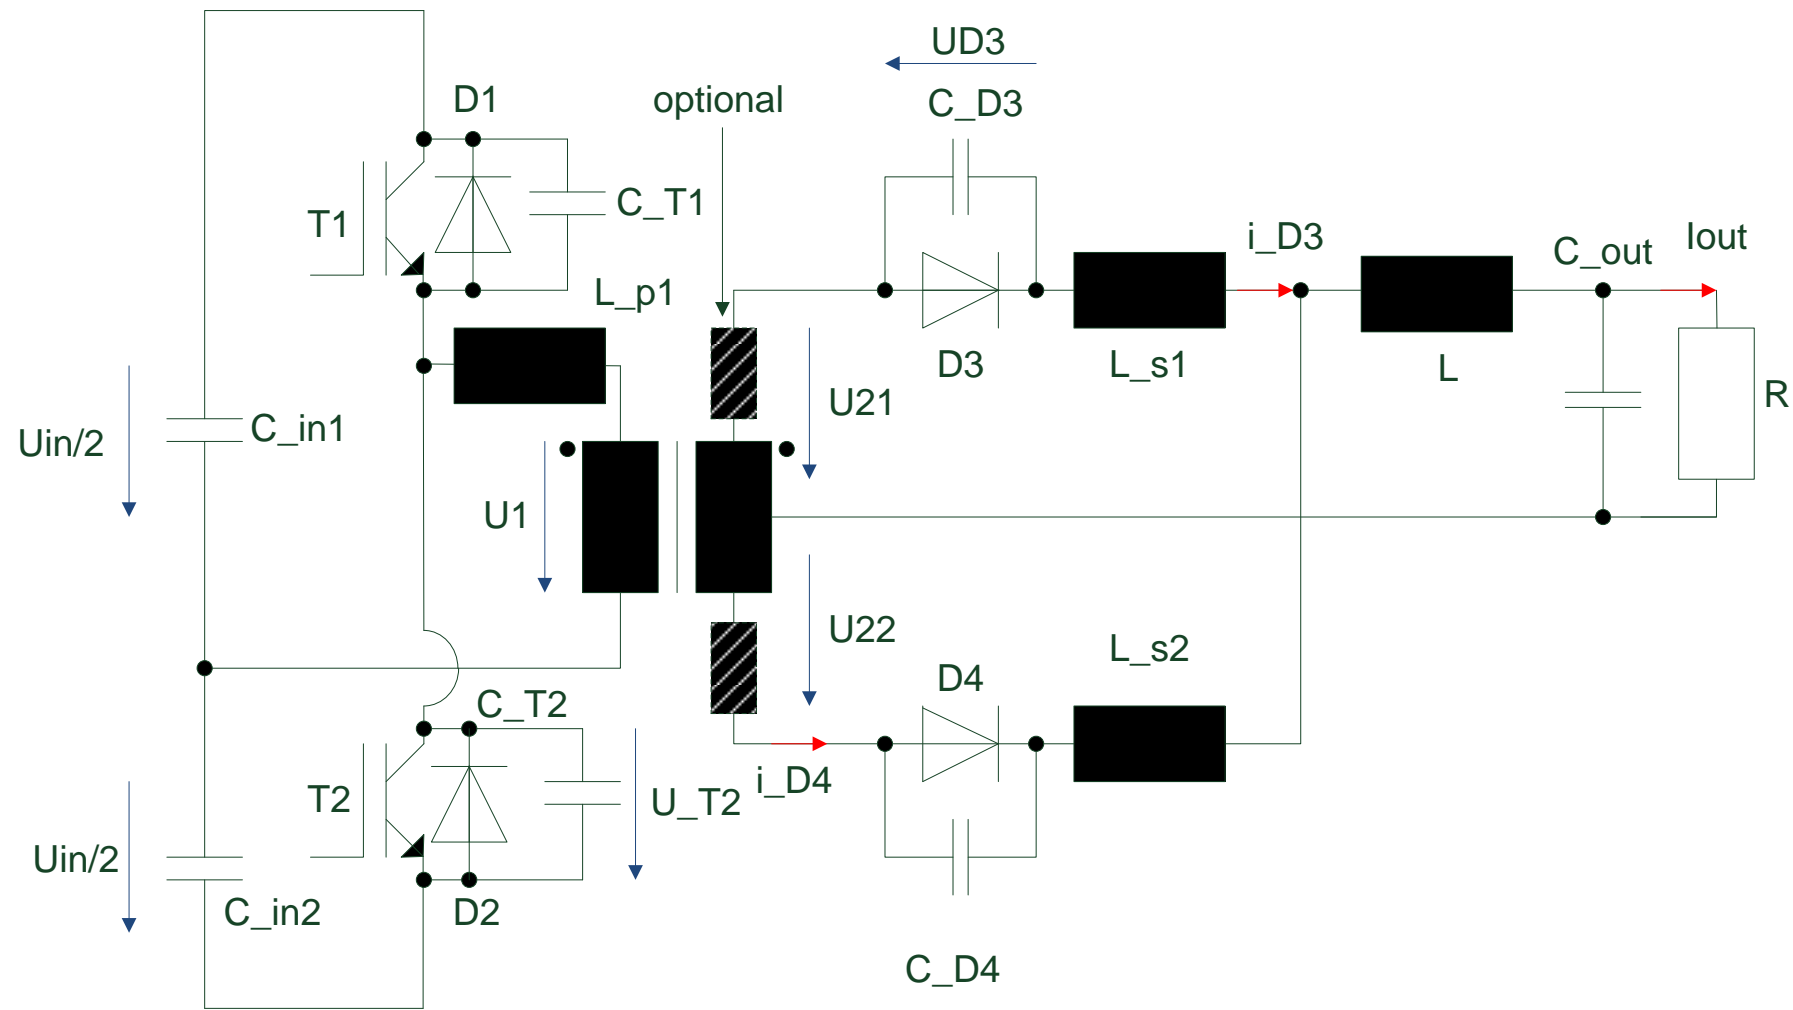 UD3
D1
optional
C_D3
C_T1
T1
i_D3
C_out
Iout
L_p1
D3
L_s1
L
R
U21
Uin/2
C_in1
U1
U22
L_s2
D4
C_T2
T2
i_D4
U_T2
Uin/2
C_in2
D2
C_D4